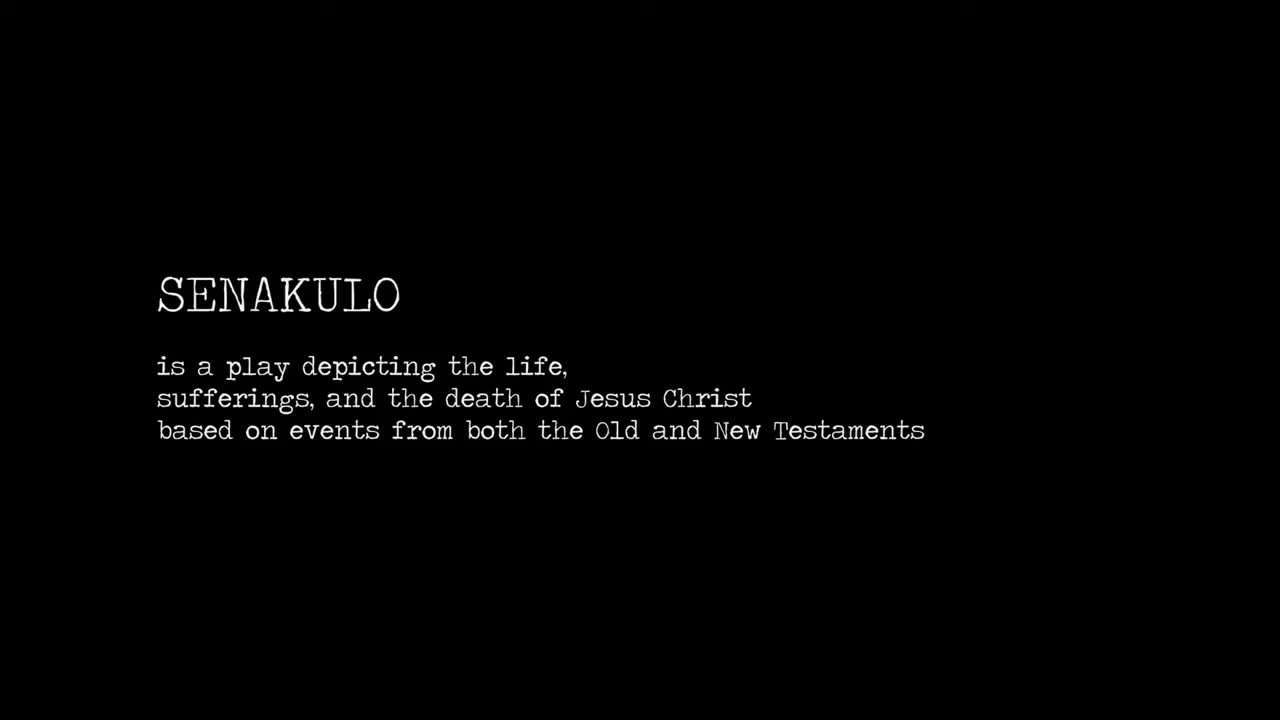 SENAKULO
is a play depicting the life,
sufferings, and the death of Jesus Christ
based on events from both the Old and New Testaments